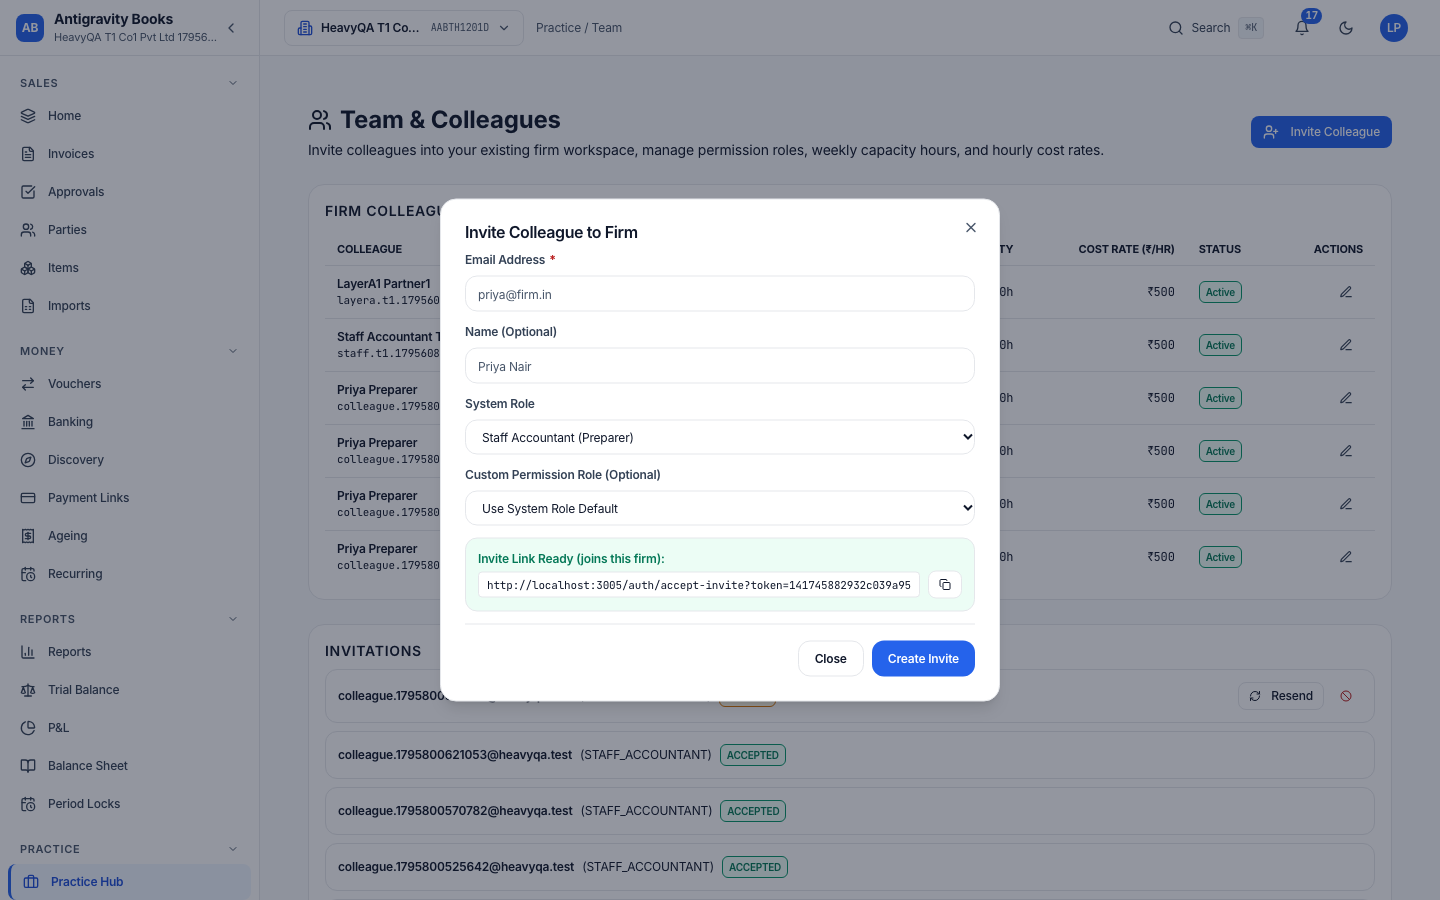 AB
Antigravity Books
HeavyQA T1 Co1 Pvt Ltd 17956...
HeavyQA T1 Co... AABTH1201D
Practice / Team
Search ⌘K
17
LP
SALES
Home
Invoices
Approvals
Parties
Items
Imports
MONEY
Vouchers
Banking
Discovery
Payment Links
Ageing
Recurring
REPORTS
Reports
Trial Balance
P&L
Balance Sheet
Period Locks
PRACTICE
Practice Hub
Team & Colleagues
Invite colleagues into your existing firm workspace, manage permission roles, weekly capacity hours, and hourly cost rates.
Invite Colleague
FIRM COLLEAGU
COLLEAGUE TY COST RATE (₹/HR) STATUS ACTIONS
LayerA1 Partner1
layera.t1.179560 0h ₹500 Active
Staff Accountant T
staff.t1.1795608 0h ₹500 Active
Priya Preparer
colleague.179580 0h ₹500 Active
Priya Preparer
colleague.179580 0h ₹500 Active
Priya Preparer
colleague.179580 0h ₹500 Active
Priya Preparer
colleague.179580 0h ₹500 Active
Invite Colleague to Firm
Email Address *
priya@firm.in
Name (Optional)
Priya Nair
System Role
Staff Accountant (Preparer)
Custom Permission Role (Optional)
Use System Role Default
Invite Link Ready (joins this firm):
http://localhost:3005/auth/accept-invite?token=141745882932c039a95
Close
Create Invite
INVITATIONS
colleague.1795800
Resend
colleague.1795800621053@heavyqa.test (STAFF_ACCOUNTANT) ACCEPTED
colleague.1795800570782@heavyqa.test (STAFF_ACCOUNTANT) ACCEPTED
colleague.1795800525642@heavyqa.test (STAFF_ACCOUNTANT) ACCEPTED